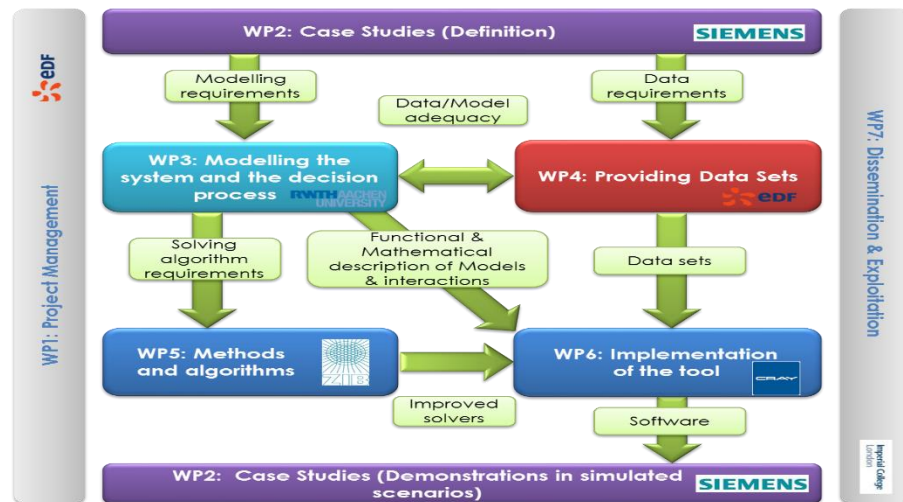 WP2: Case Studies (Definition)
SIEMENS
eDF
WP1: Project Management
Modelling
requirements
Data
requirements
Data/Model
adequacy
WP3: Modelling the
system and the decision
process
RWTHAACHEN
UNIVERSITY
WP4: Providing Data Sets
eDF
Solving
algorithm
requirements
Functional &
Mathematical
description of Models
& interactions
Data sets
WP5: Methods
and algorithms
ZIB
WP6: Implementation
of the tool
CRAY
Improved
solvers
Software
WP2: Case Studies (Demonstrations in simulated
scenarios)
SIEMENS
WP7: Dissemination & Exploitation
Imperial College
London